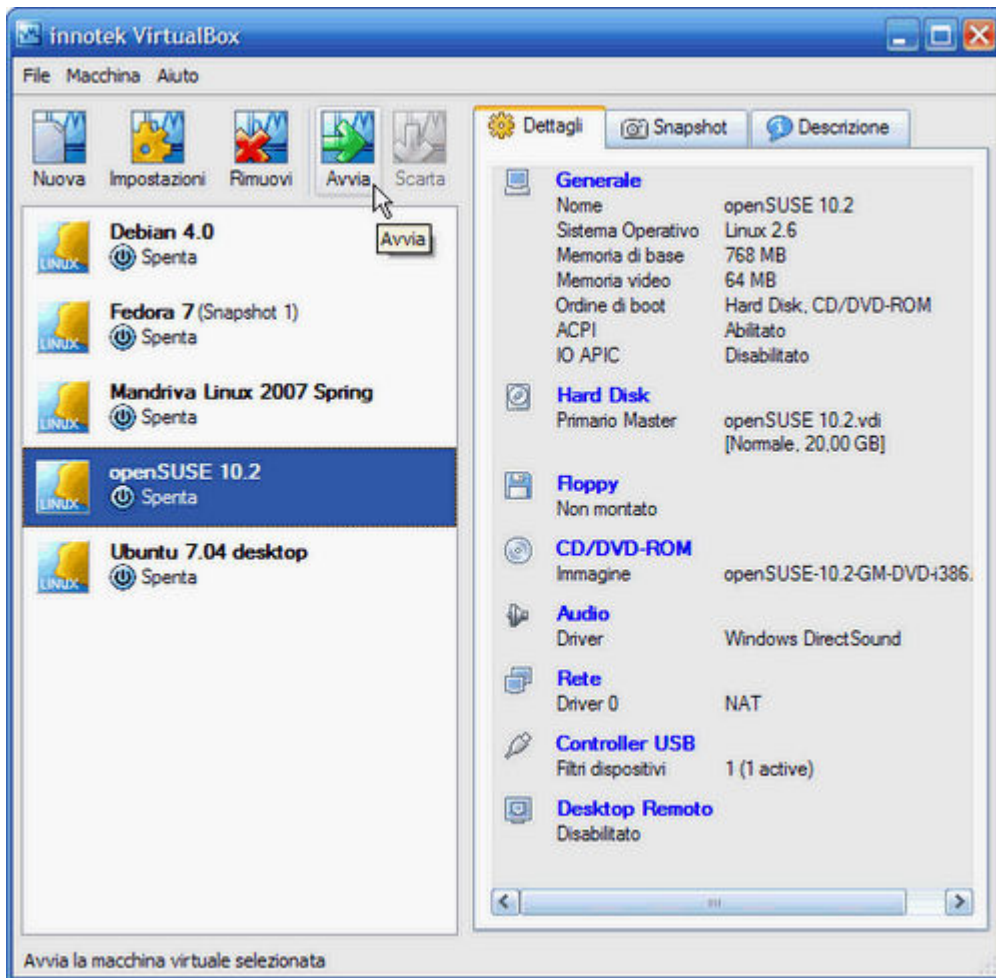 innotek VirtualBox
File Macchina Aiuto
Nuova Impostazioni Rimuovi Avvia Scarta
Avvia
Debian 4.0
Spenta
Fedora 7 (Snapshot 1)
Spenta
Mandriva Linux 2007 Spring
Spenta
openSUSE 10.2
Spenta
Ubuntu 7.04 desktop
Spenta
LINUX
LINUX
LINUX
LINUX
LINUX
Dettagli Snapshot Descrizione
Generale
Nome openSUSE 10.2
Sistema Operativo Linux 2.6
Memoria di base 768 MB
Memoria video 64 MB
Ordine di boot Hard Disk, CD/DVD-ROM
ACPI Abilitato
IO APIC Disabilitato
Hard Disk
Primario Master openSUSE 10.2.vdi
[Normale, 20,00 GB]
Floppy
Non montato
CD/DVD-ROM
Immagine openSUSE-10.2-GM-DVD-i386.
Audio
Driver Windows DirectSound
Rete
Driver 0 NAT
Controller USB
Filtri dispositivi 1 (1 active)
Desktop Remoto
Disabilitato
Avvia la macchina virtuale selezionata